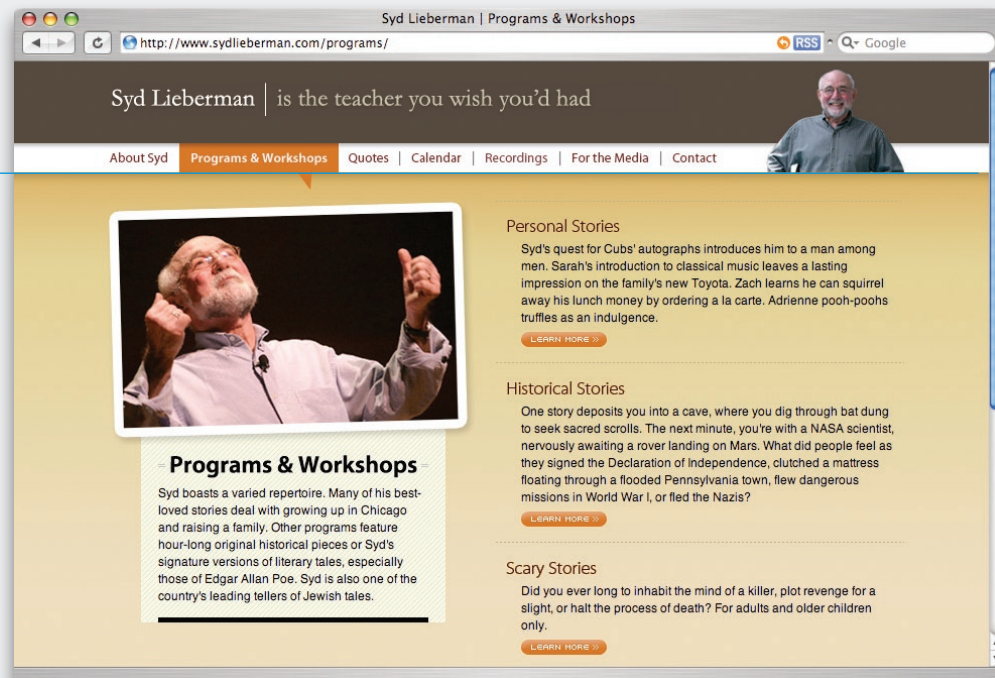 Syd Lieberman | Programs & Workshops
http://www.sydlieberman.com/programs/
RSS
Google
Syd Lieberman | is the teacher you wish you'd had
About Syd Programs & Workshops Quotes | Calendar | Recordings | For the Media | Contact
Programs & Workshops
Syd boasts a varied repertoire. Many of his best-
loved stories deal with growing up in Chicago
and raising a family. Other programs feature
hour-long original historical pieces or Syd's
signature versions of literary tales, especially
those of Edgar Allan Poe. Syd is also one of the
country's leading tellers of Jewish tales.
Personal Stories
Syd's quest for Cubs' autographs introduces him to a man among
men. Sarah's introduction to classical music leaves a lasting
impression on the family's new Toyota. Zach learns he can squirrel
away his lunch money by ordering a la carte. Adrienne pooh-poohs
truffles as an indulgence.
LEARN MORE »
Historical Stories
One story deposits you into a cave, where you dig through bat dung
to seek sacred scrolls. The next minute, you're with a NASA scientist,
nervously awaiting a rover landing on Mars. What did people feel as
they signed the Declaration of Independence, clutched a mattress
floating through a flooded Pennsylvania town, flew dangerous
missions in World War I, or fled the Nazis?
LEARN MORE »
Scary Stories
Did you ever long to inhabit the mind of a killer, plot revenge for a
slight, or halt the process of death? For adults and older children
only.
LEARN MORE »